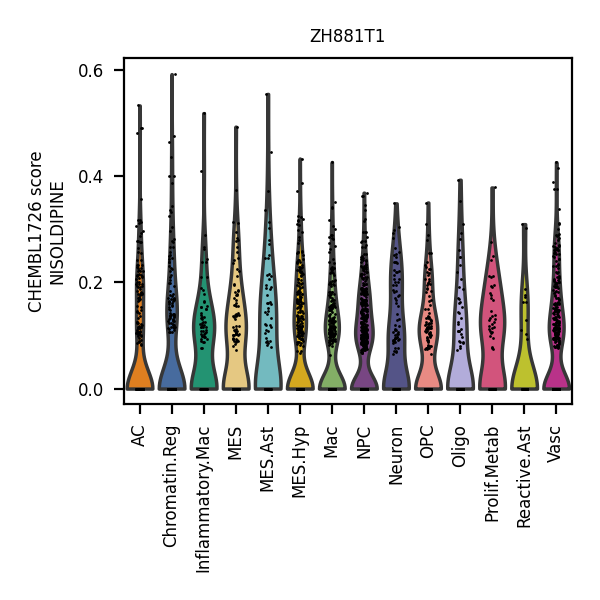 ZH881T1
CHEMBL1726 score
NISOLDIPINE
0.6
0.4
0.2
0.0
AC
Chromatin.Reg
Inflammatory.Mac
MES
MES.Ast
MES.Hyp
Mac
NPC
Neuron
OPC
Oligo
Prolif.Metab
Reactive.Ast
Vasc